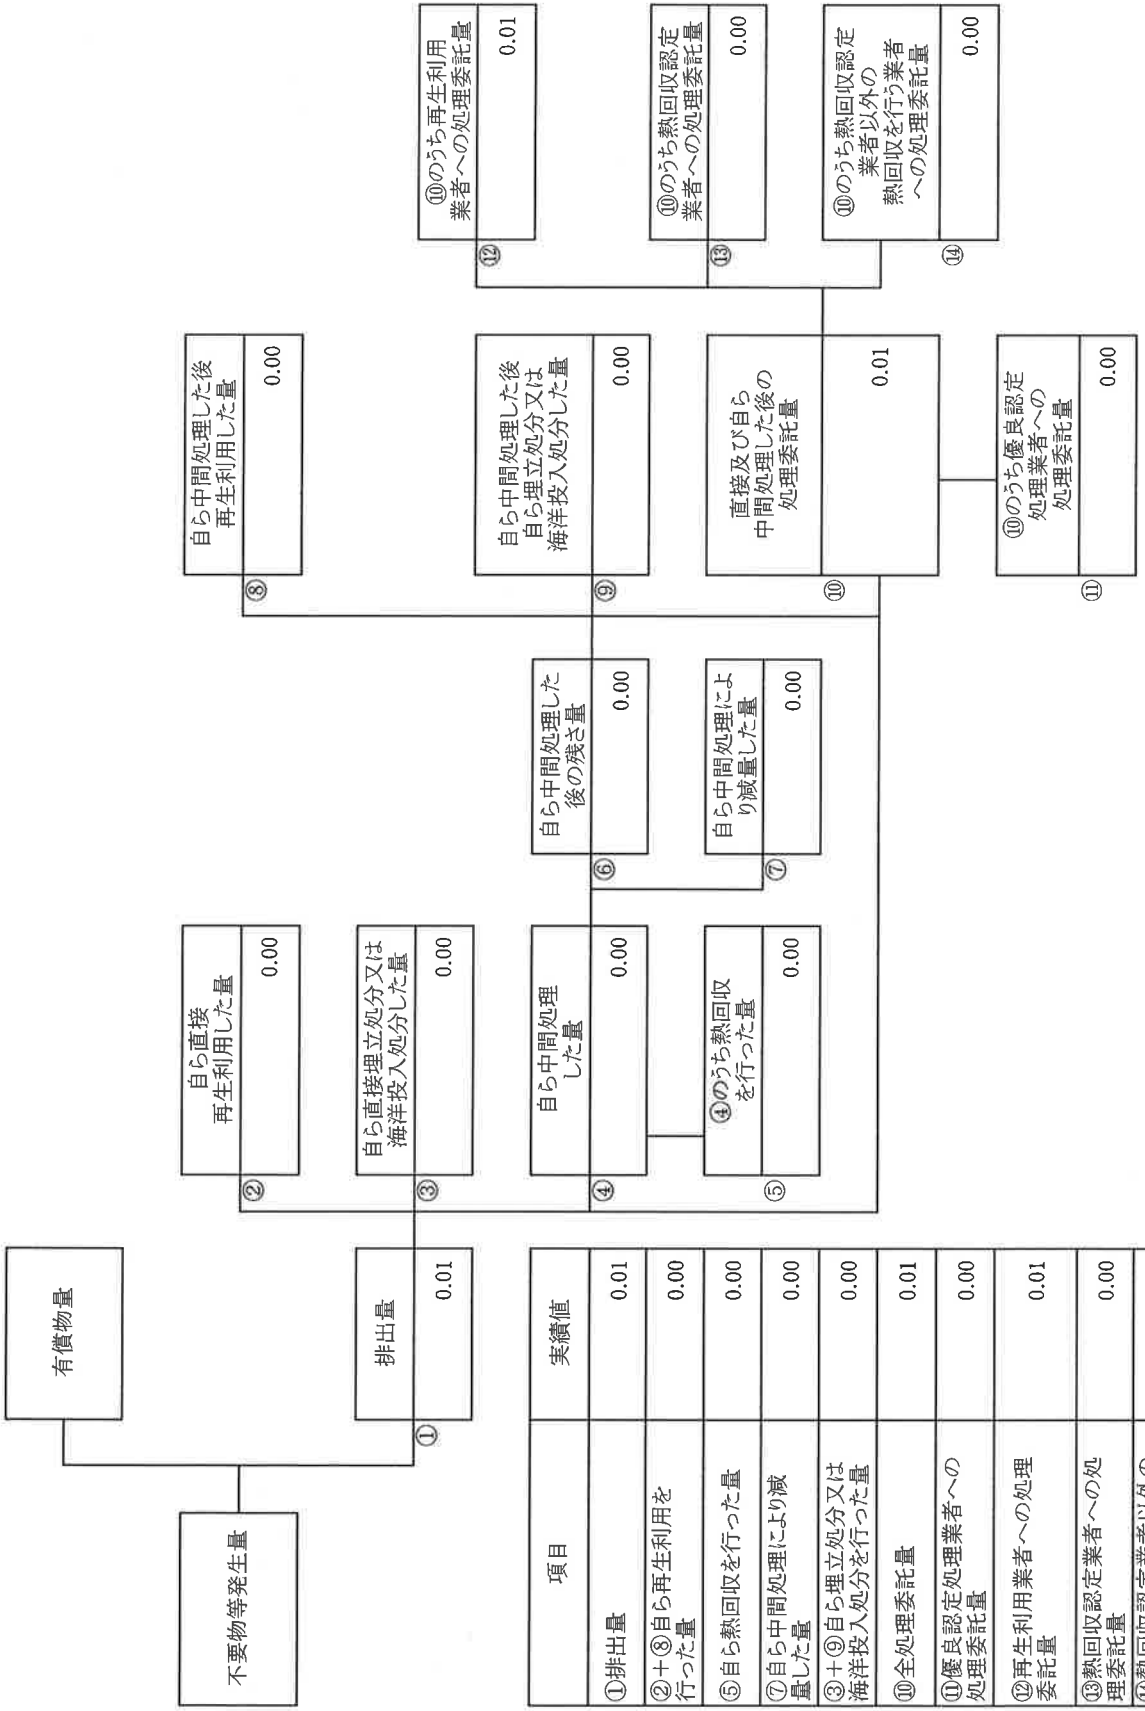 不要物等発生量
有償物量
排出量
①
0.01
自ら直接
再生利用した量
②
0.00
自ら直接埋立処分又は
海洋投入処分した量
③
0.00
自ら中間処理
した量
④
0.00
④のうち熱回収
を行った量
⑤
0.00
自ら中間処理した
後の残さ量
⑥
0.00
自ら中間処理によ
り減量した量
⑦
0.00
自ら中間処理した後
再生利用した量
⑧
0.00
自ら中間処理した後
自ら埋立処分又は
海洋投入処分した量
⑨
0.00
直接及び自ら
中間処理した後の
処理委託量
⑩
0.01
⑩のうち優良認定
処理業者への
処理委託量
⑪
0.00
⑩のうち再生利用
業者への処理委託量
⑫
0.01
⑩のうち熱回収認定
業者への処理委託量
⑬
0.00
⑩のうち熱回収認定
業者以外の
熱回収を行う業者
への処理委託量
⑭
0.00
項目 実績値
①排出量 0.01
②+⑧自ら再生利用を
行った量 0.00
⑤自ら熱回収を行った量 0.00
⑦自ら中間処理により減
量した量 0.00
③+⑨自ら埋立処分又は
海洋投入処分を行った量 0.00
⑩全処理委託量 0.01
⑪優良認定処理業者への
処理委託量 0.00
⑫再生利用業者への処理
委託量 0.01
⑬熱回収認定業者への処
理委託量 0.00
⑭熱回収認定業者以外の